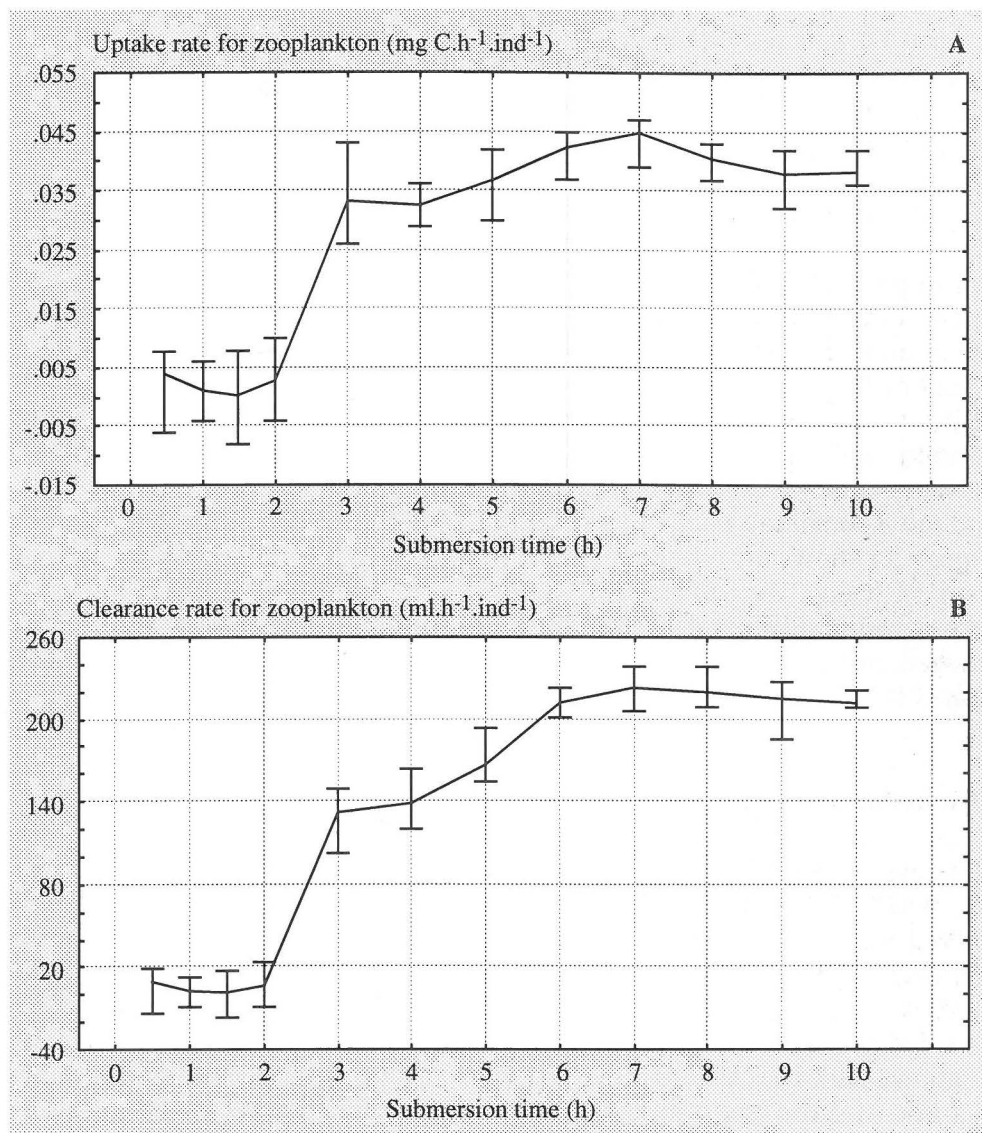 Uptake rate for zooplankton (mg C.h-1.ind-1) A
.055
.045
.035
.025
.015
.005
-.005
-.015
0 1 2 3 4 5 6 7 8 9 10
Submersion time (h)
Clearance rate for zooplankton (ml.h-1.ind-1) B
260
200
140
80
20
-40
0 1 2 3 4 5 6 7 8 9 10
Submersion time (h)